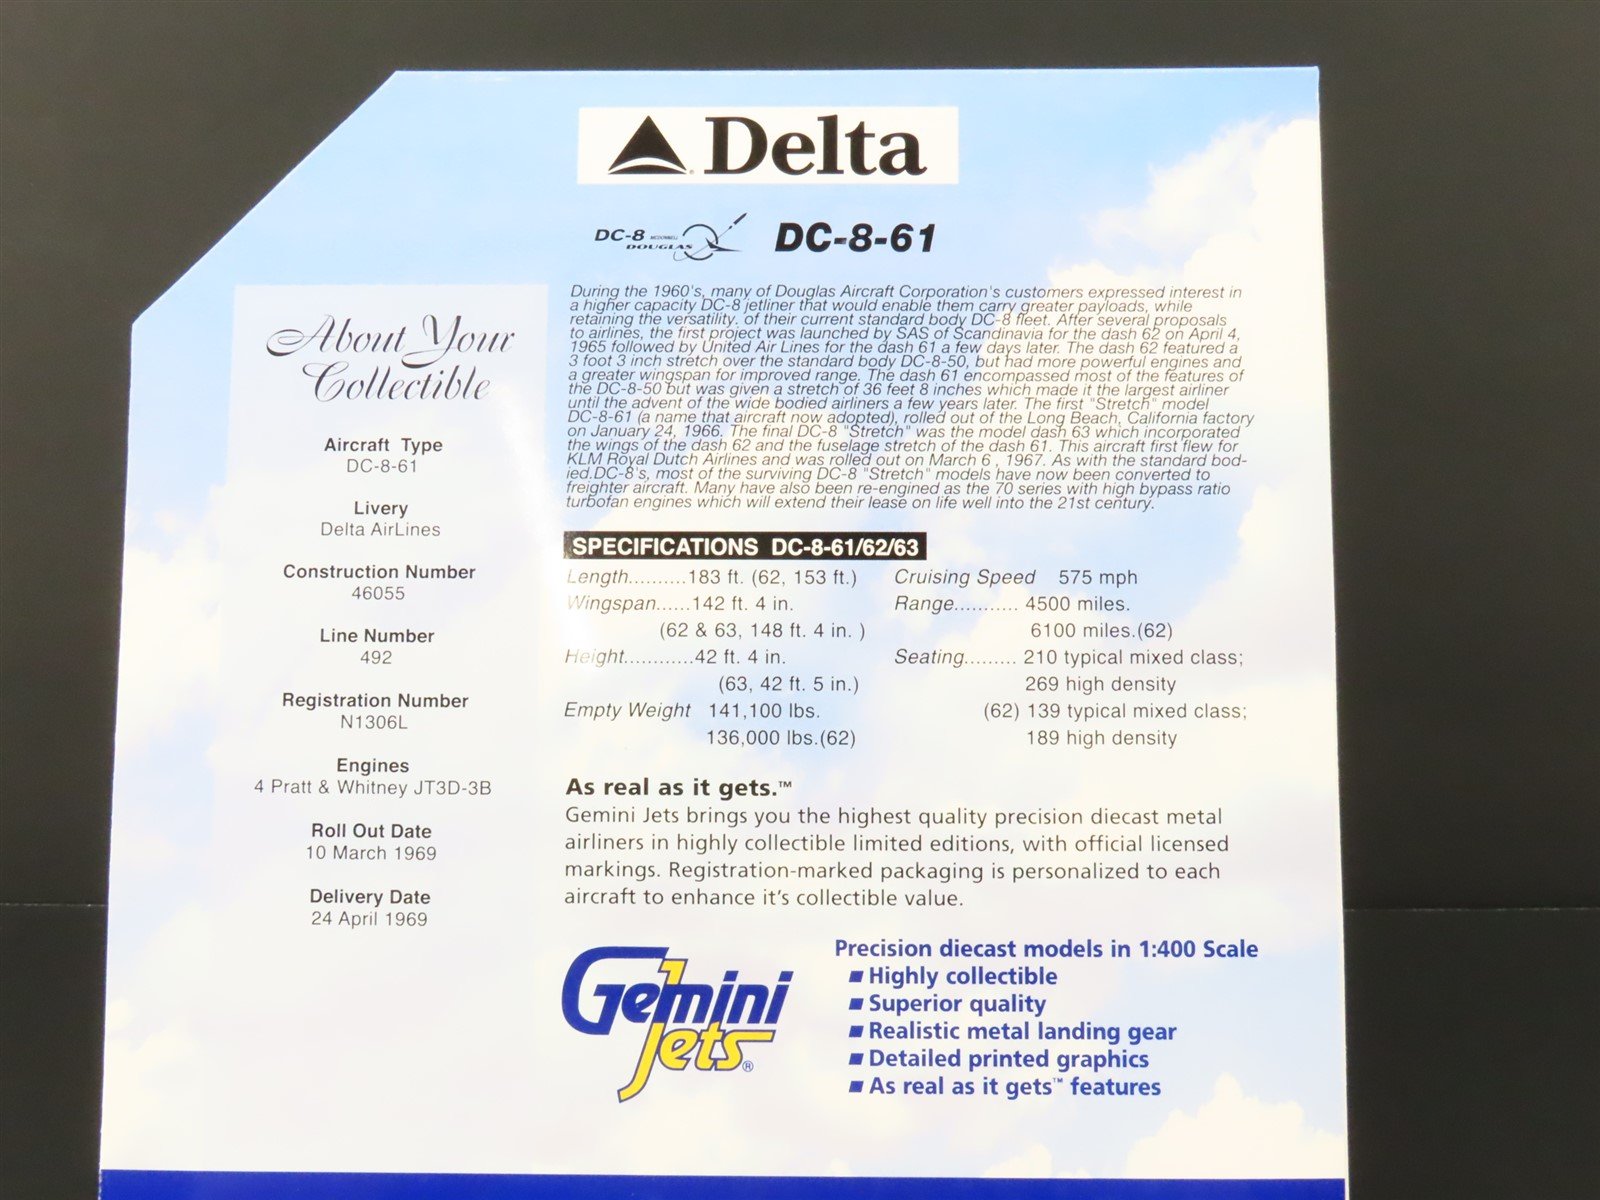 Delta
DC-8 McDONNELL
DOUGLAS
DC-8-61
About Your
Collectible
Aircraft Type
DC-8-61
Livery
Delta AirLines
Construction Number
46055
Line Number
492
Registration Number
N1306L
Engines
4 Pratt & Whitney JT3D-3B
Roll Out Date
10 March 1969
Delivery Date
24 April 1969
During the 1960's, many of Douglas Aircraft Corporation's customers expressed interest in
a higher capacity DC-8 jetliner that would enable them carry greater payloads, while
retaining the versatility. of their current standard body DC-8 fleet. After several proposals
to airlines, the first project was launched by SAS of Scandinavia for the dash 62 on April 4,
1965 followed by United Air Lines for the dash 61 a few days later. The dash 62 featured a
3 foot 3 inch stretch over the standard body DC-8-50, but had more powerful engines and
a greater wingspan for improved range. The dash 61 encompassed most of the features of
the DC-8-50 but was given a stretch of 36 feet 8 inches which made it the largest airliner
until the advent of the wide bodied airliners a few years later. The first "Stretch" model
DC-8-61 (a name that aircraft now adopted), rolled out of the Long Beach, California factory
on January 24, 1966. The final DC-8 "Stretch" was the model dash 63 which incorporated
the wings of the dash 62 and the fuselage stretch of the dash 61. This aircraft first flew for
KLM Royal Dutch Airlines and was rolled out on March 6 , 1967. As with the standard bod-
ied.DC-8's, most of the surviving DC-8 "Stretch" models have now been converted to
freighter aircraft. Many have also been re-engined as the 70 series with high bypass ratio
turbofan engines which will extend their lease on life well into the 21st century.
SPECIFICATIONS DC-8-61/62/63
Length..........183 ft. (62, 153 ft.)
Wingspan......142 ft. 4 in.
(62 & 63, 148 ft. 4 in. )
Height............42 ft. 4 in.
(63, 42 ft. 5 in.)
Empty Weight 141,100 lbs.
136,000 lbs.(62)
Cruising Speed 575 mph
Range........... 4500 miles.
6100 miles.(62)
Seating......... 210 typical mixed class;
269 high density
(62) 139 typical mixed class;
189 high density
As real as it gets.™
Gemini Jets brings you the highest quality precision diecast metal
airliners in highly collectible limited editions, with official licensed
markings. Registration-marked packaging is personalized to each
aircraft to enhance it's collectible value.
Gemini
Jets®
Precision diecast models in 1:400 Scale
■ Highly collectible
■ Superior quality
■ Realistic metal landing gear
■ Detailed printed graphics
■ As real as it gets™ features